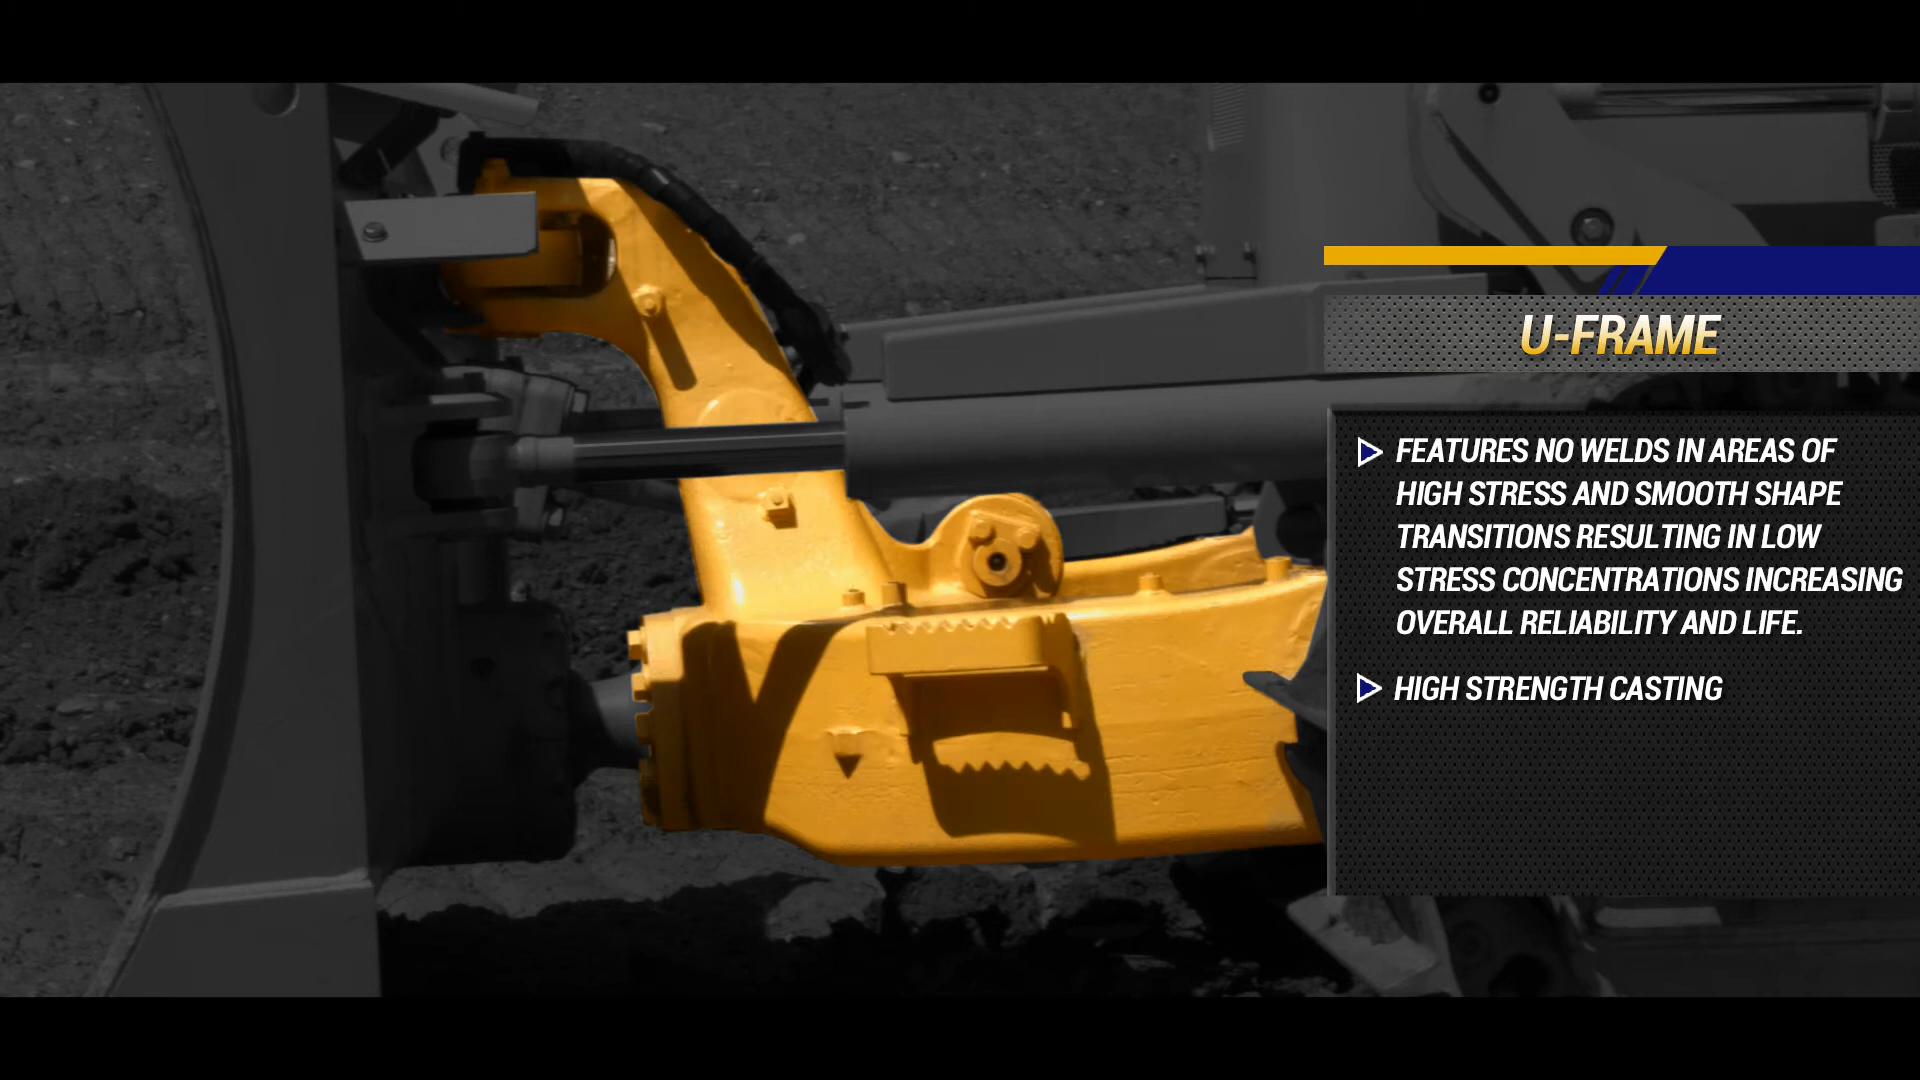 U-FRAME
FEATURES NO WELDS IN AREAS OF
HIGH STRESS AND SMOOTH SHAPE
TRANSITIONS RESULTING IN LOW
STRESS CONCENTRATIONS INCREASING
OVERALL RELIABILITY AND LIFE.
HIGH STRENGTH CASTING